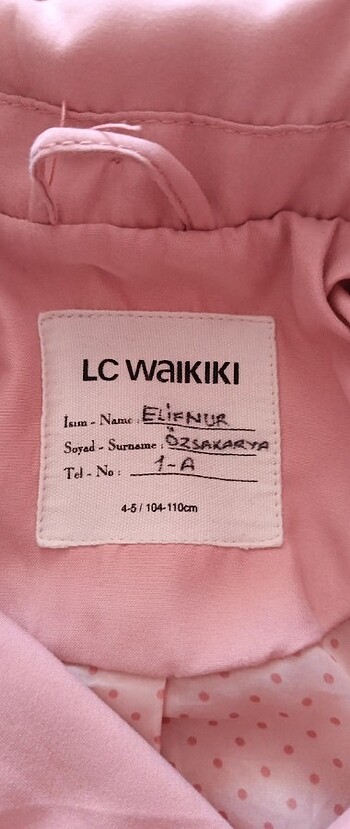 LC WAIKIKI
İsim - Name : ELİFNUR
Soyad - Surname : ÖZSAKARYA
Tel - No : 1-A
4-5 / 104-110cm